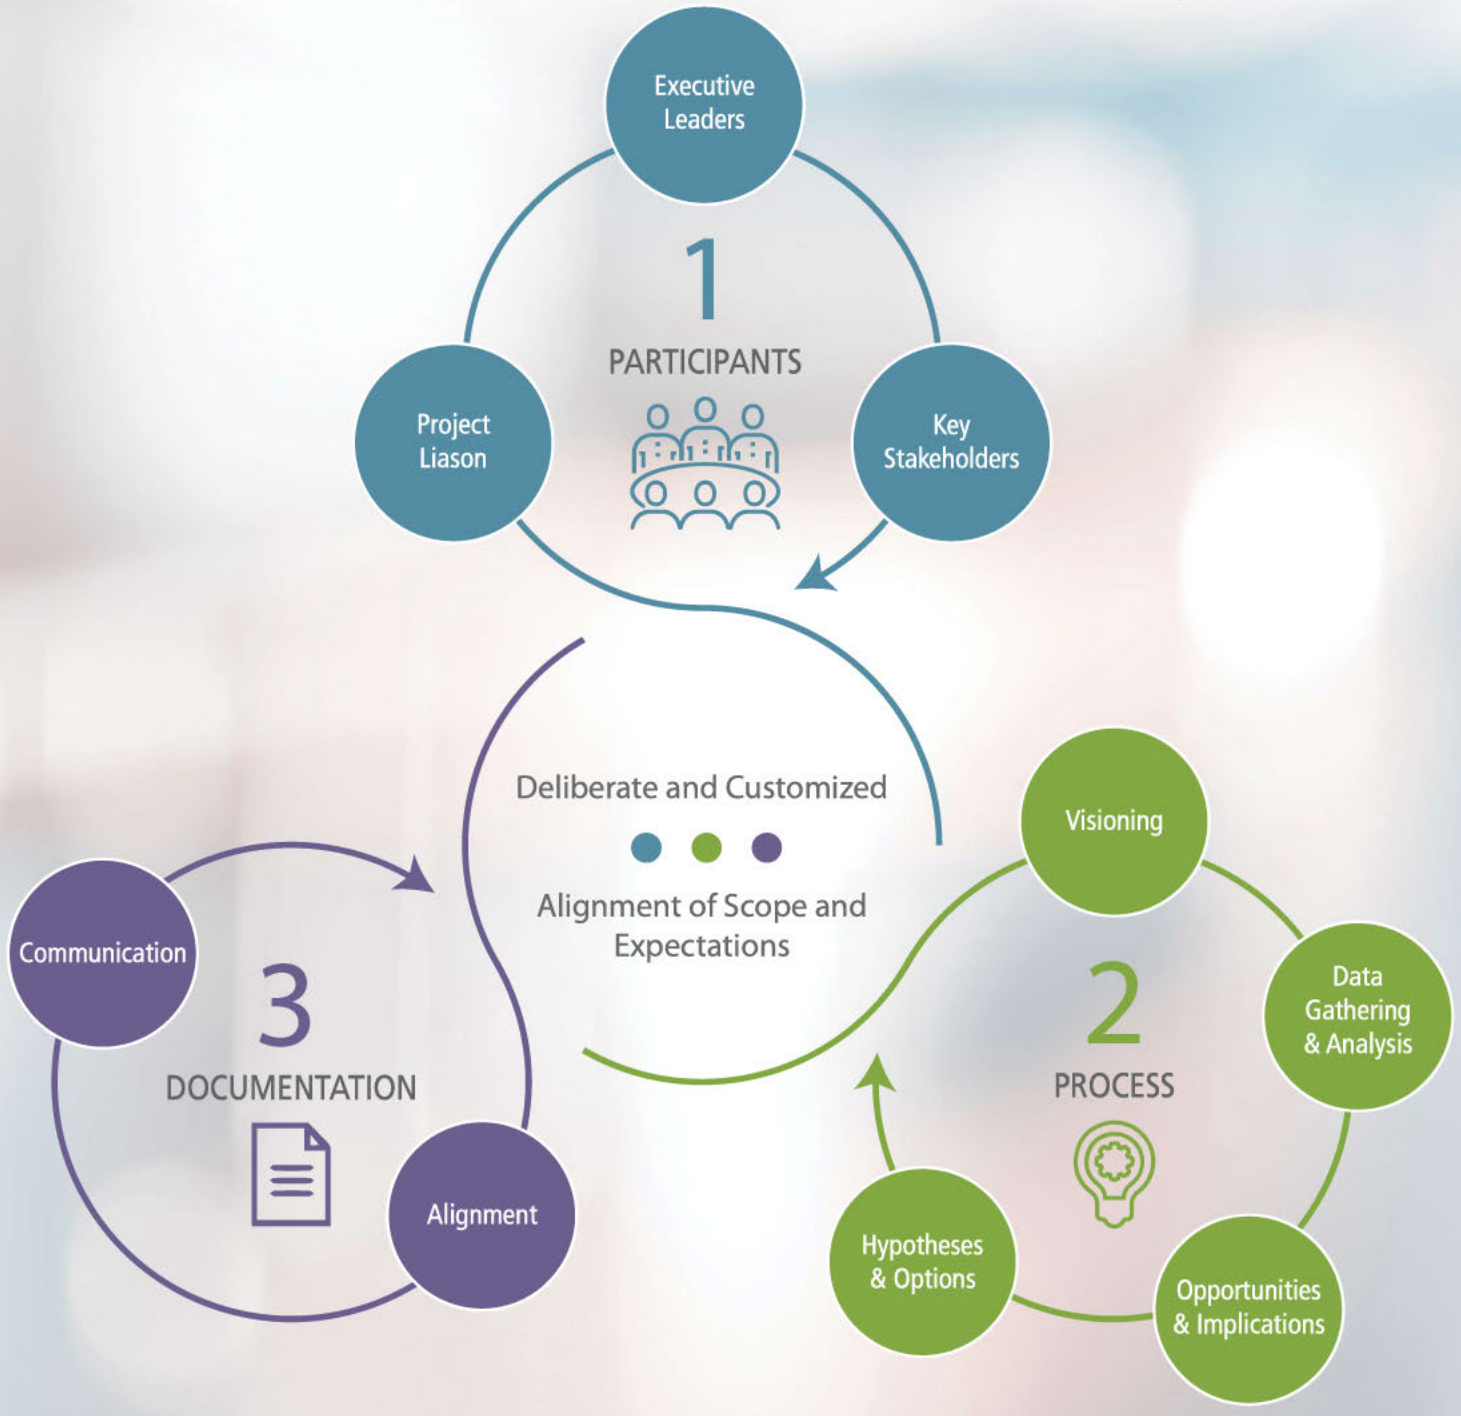 Executive
Leaders
1
PARTICIPANTS
Project
Liason
Key
Stakeholders
Deliberate and Customized
Alignment of Scope and
Expectations
Visioning
Data
Gathering
& Analysis
2
PROCESS
Opportunities
& Implications
Hypotheses
& Options
Communication
3
DOCUMENTATION
Alignment